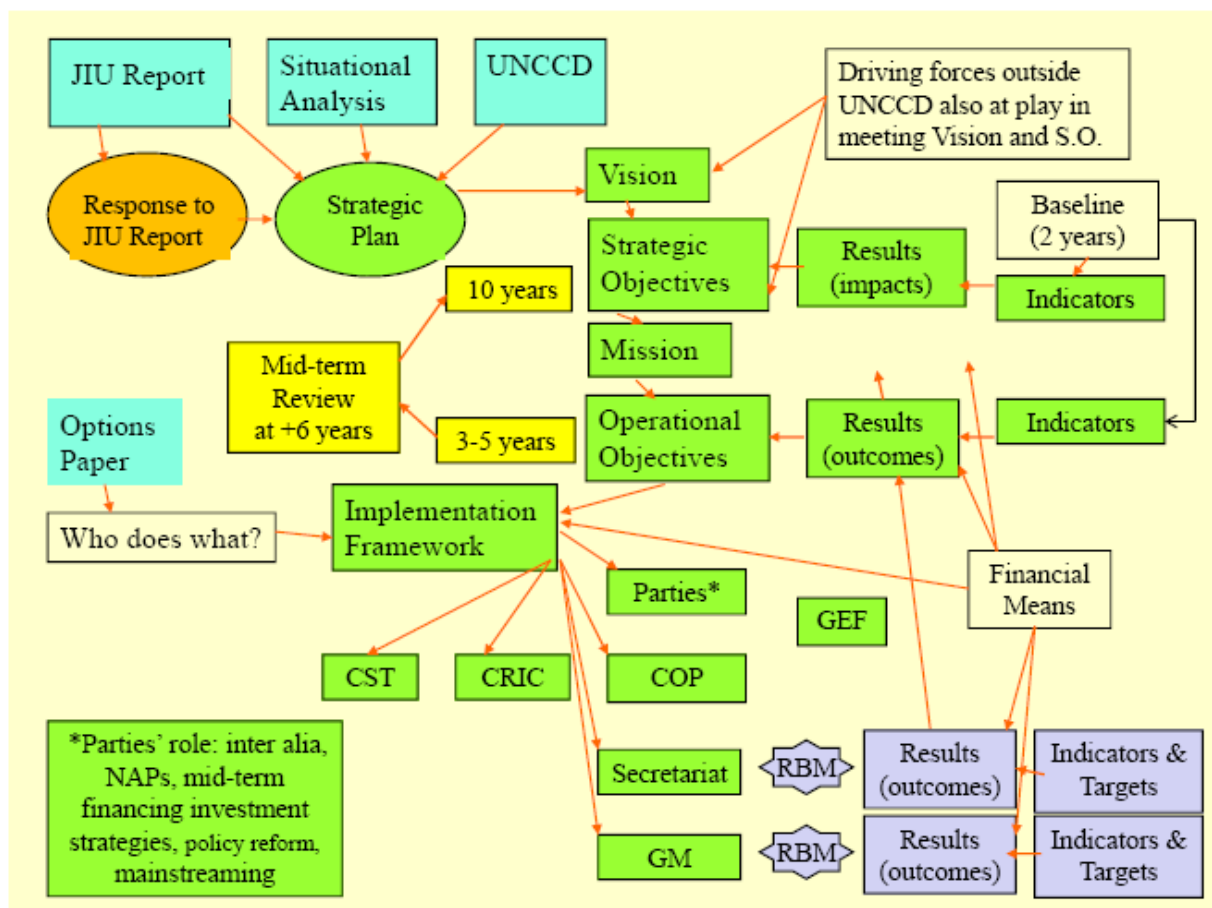 JIU Report
Situational
Analysis
UNCCD
Driving forces outside
UNCCD also at play in
meeting Vision and S.O.
Response to
JIU Report
Strategic
Plan
Vision
Baseline
(2 years)
Strategic
Objectives
Results
(impacts)
Indicators
10 years
Mission
Mid-term
Review
at +6 years
3-5 years
Options
Paper
Operational
Objectives
Results
(outcomes)
Indicators
Who does what?
Implementation
Framework
Financial
Means
Parties*
GEF
CST
CRIC
COP
*Parties’ role: inter alia,
NAPs, mid-term
financing investment
strategies, policy reform,
mainstreaming
Secretariat
RBM
Results
(outcomes)
Indicators &
Targets
GM
RBM
Results
(outcomes)
Indicators &
Targets